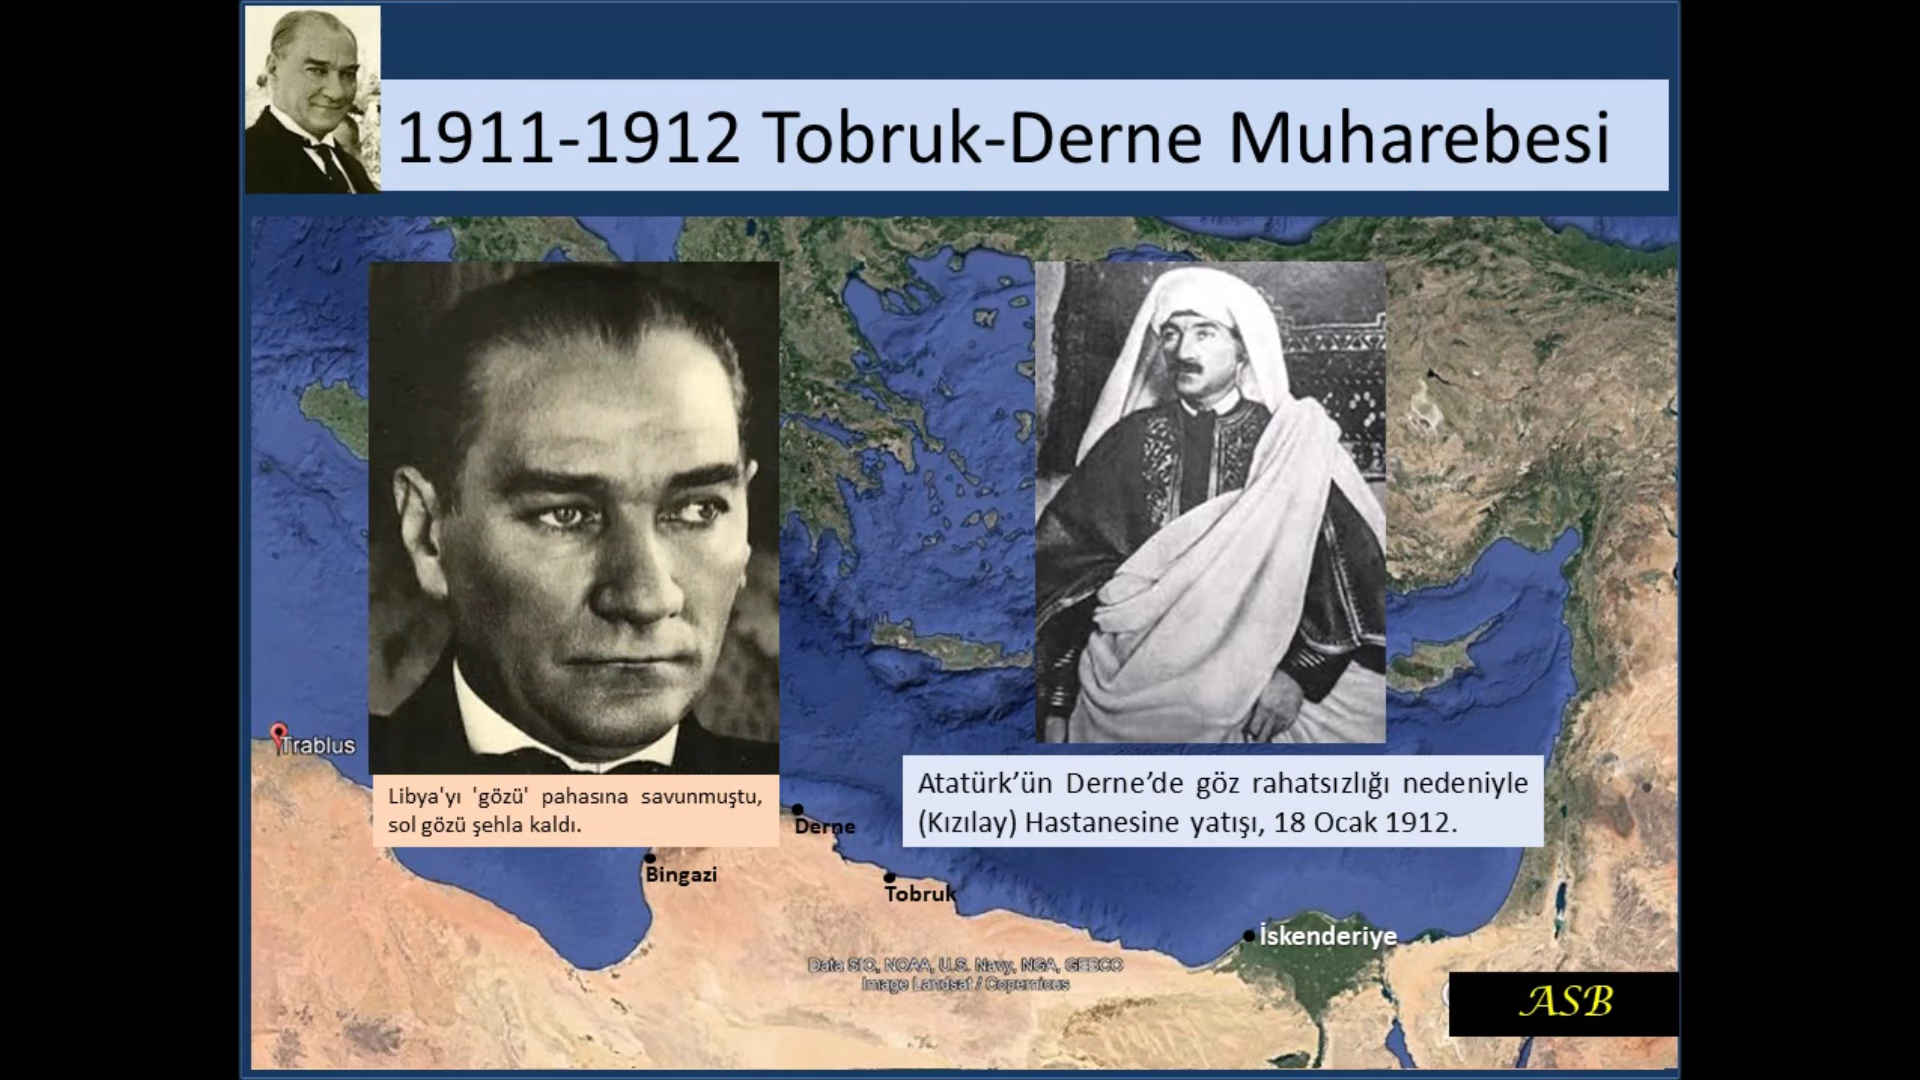 1911-1912 Tobruk-Derne Muharebesi
Trablus
Libya'yı 'gözü' pahasına savunmuştu,
sol gözü şehla kaldı.
Atatürk’ün Derne’de göz rahatsızlığı nedeniyle
(Kızılay) Hastanesine yatışı, 18 Ocak 1912.
Derne
Bingazi
Tobruk
İskenderiye
Data SIO, NOAA, U.S. Navy, NGA, GEBCO
Image Landsat / Copernicus
ASB